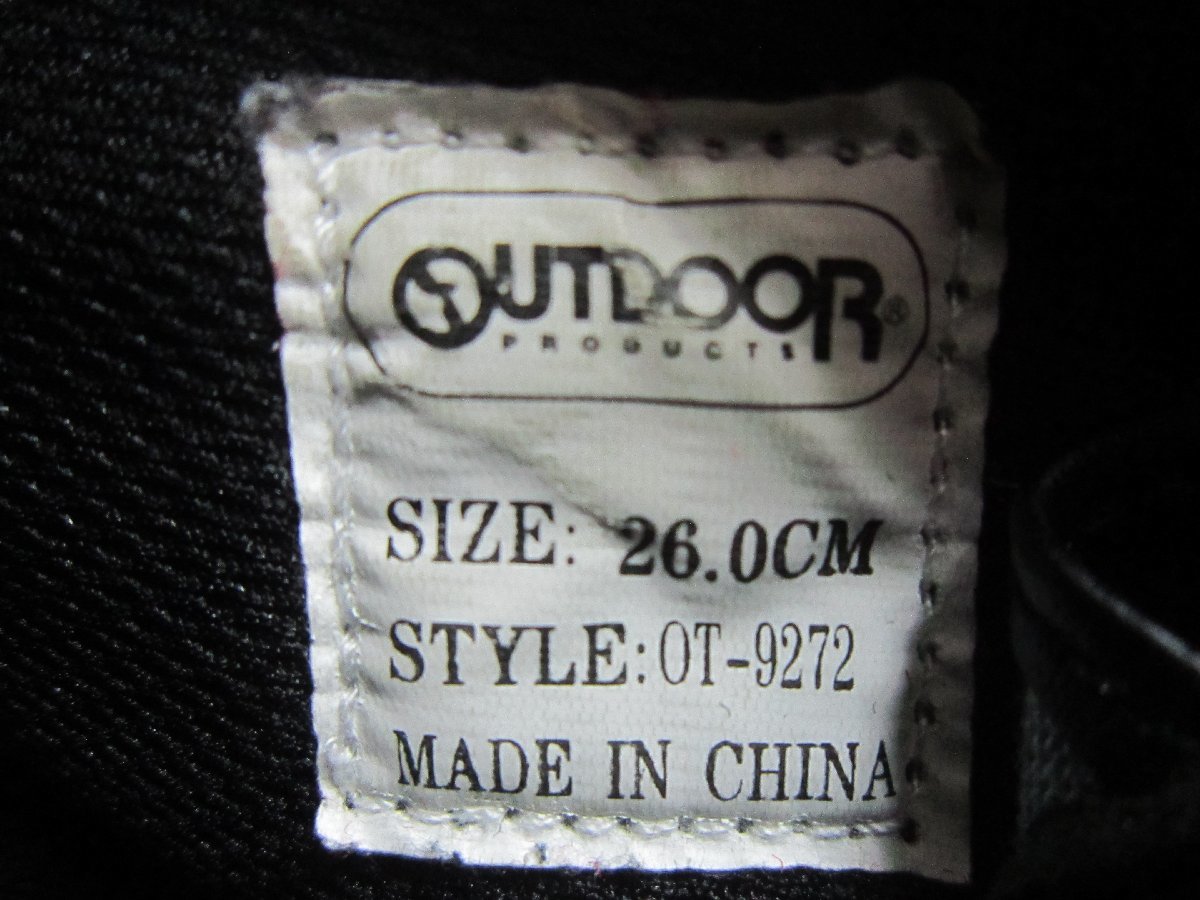 OUTDOOR®
PRODUCTS
SIZE: 26.0CM
STYLE:OT-9272
MADE IN CHINA